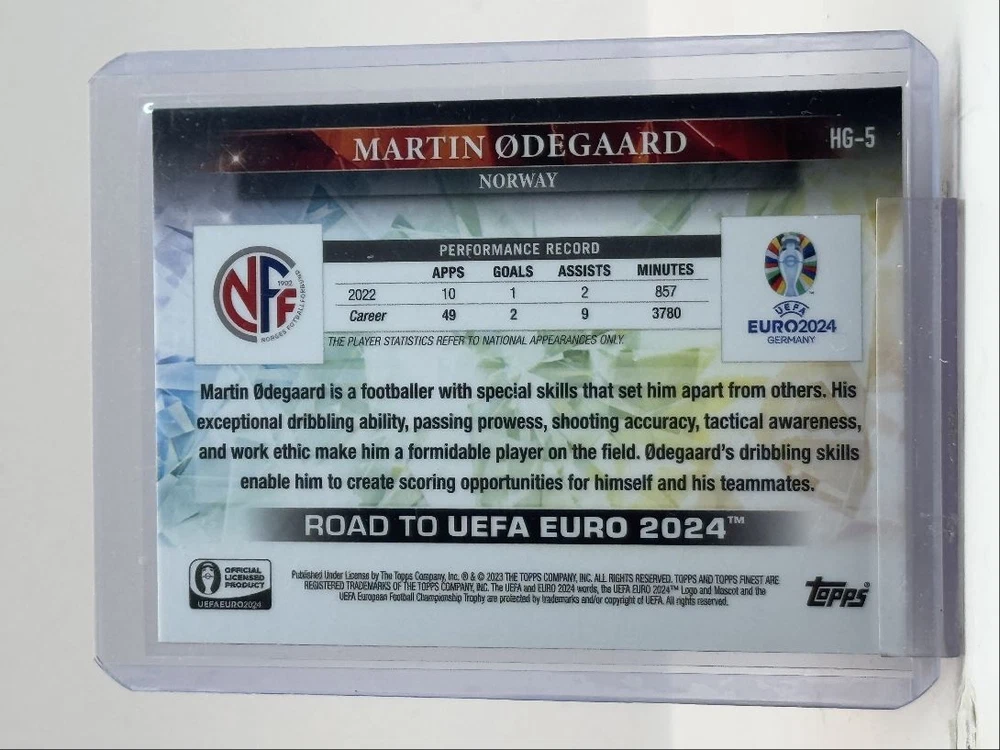 MARTIN ØDEGAARD
HG-5
NORWAY
PERFORMANCE RECORD
APPS GOALS ASSISTS MINUTES
2022 10 1 2 857
Career 49 2 9 3780
THE PLAYER STATISTICS REFER TO NATIONAL APPEARANCES ONLY.
NFF
1902
NORGES FOTBALLFORBUND
UEFA
EURO2024
GERMANY
Martin Ødegaard is a footballer with special skills that set him apart from others. His
exceptional dribbling ability, passing prowess, shooting accuracy, tactical awareness,
and work ethic make him a formidable player on the field. Ødegaard's dribbling skills
enable him to create scoring opportunities for himself and his teammates.
ROAD TO UEFA EURO 2024™
OFFICIAL
LICENSED
PRODUCT
UEFAEURO2024
Published Under License by The Topps Company, Inc. ® & © 2023 THE TOPPS COMPANY, INC. ALL RIGHTS RESERVED. TOPPS AND TOPPS FINEST ARE
REGISTERED TRADEMARKS OF THE TOPPS COMPANY, INC. The UEFA and EURO 2024 words, the UEFA EURO 2024™ Logo and Mascot and the
UEFA European Football Championship Trophy are protected by trademarks and/or copyright of UEFA. All rights reserved.
topps®